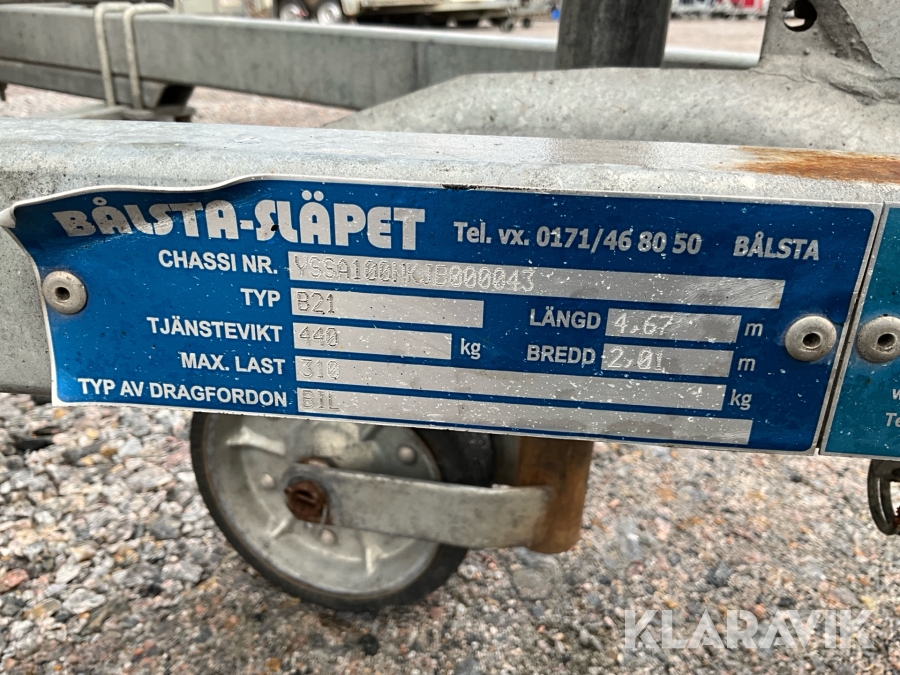 BÅLSTA-SLÄPET Tel. vx. 0171/46 80 50 BÅLSTA
CHASSI NR. YSSA100NKJB000043
TYP B21
LÄNGD 4,67 m
TJÄNSTEVIKT 440 kg
BREDD 2,01 m
MAX. LAST 310 kg
TYP AV DRAGFORDON BIL
w
Te
KLARAVIK